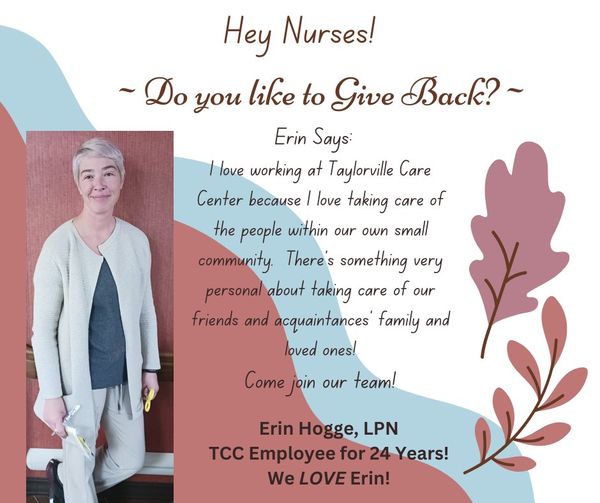 Hey Nurses!
~ Do you like to Give Back? ~
Erin Says:
I love working at Taylorville Care
Center because I love taking care of
the people within our own small
community. There's something very
personal about taking care of our
friends and acquaintances' family and
loved ones!
Come join our team!
Erin Hogge, LPN
TCC Employee for 24 Years!
We LOVE Erin!